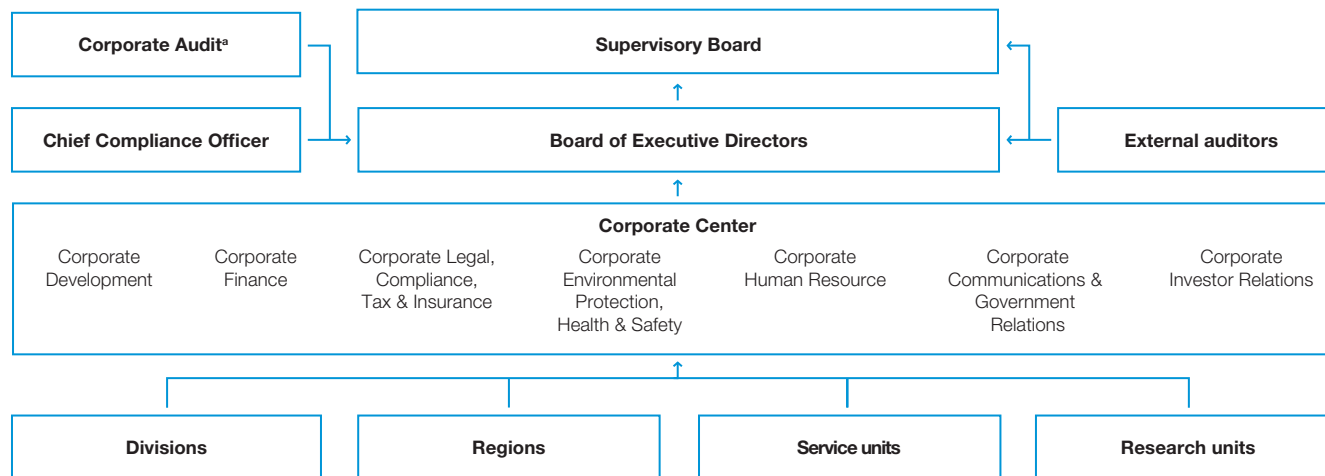 Corporate Auditᵃ
Supervisory Board
Chief Compliance Officer
Board of Executive Directors
External auditors
Corporate Center
Corporate
Development
Corporate
Finance
Corporate Legal,
Compliance,
Tax & Insurance
Corporate
Environmental
Protection,
Health & Safety
Corporate
Human Resource
Corporate
Communications &
Government
Relations
Corporate
Investor Relations
Divisions
Regions
Service units
Research units